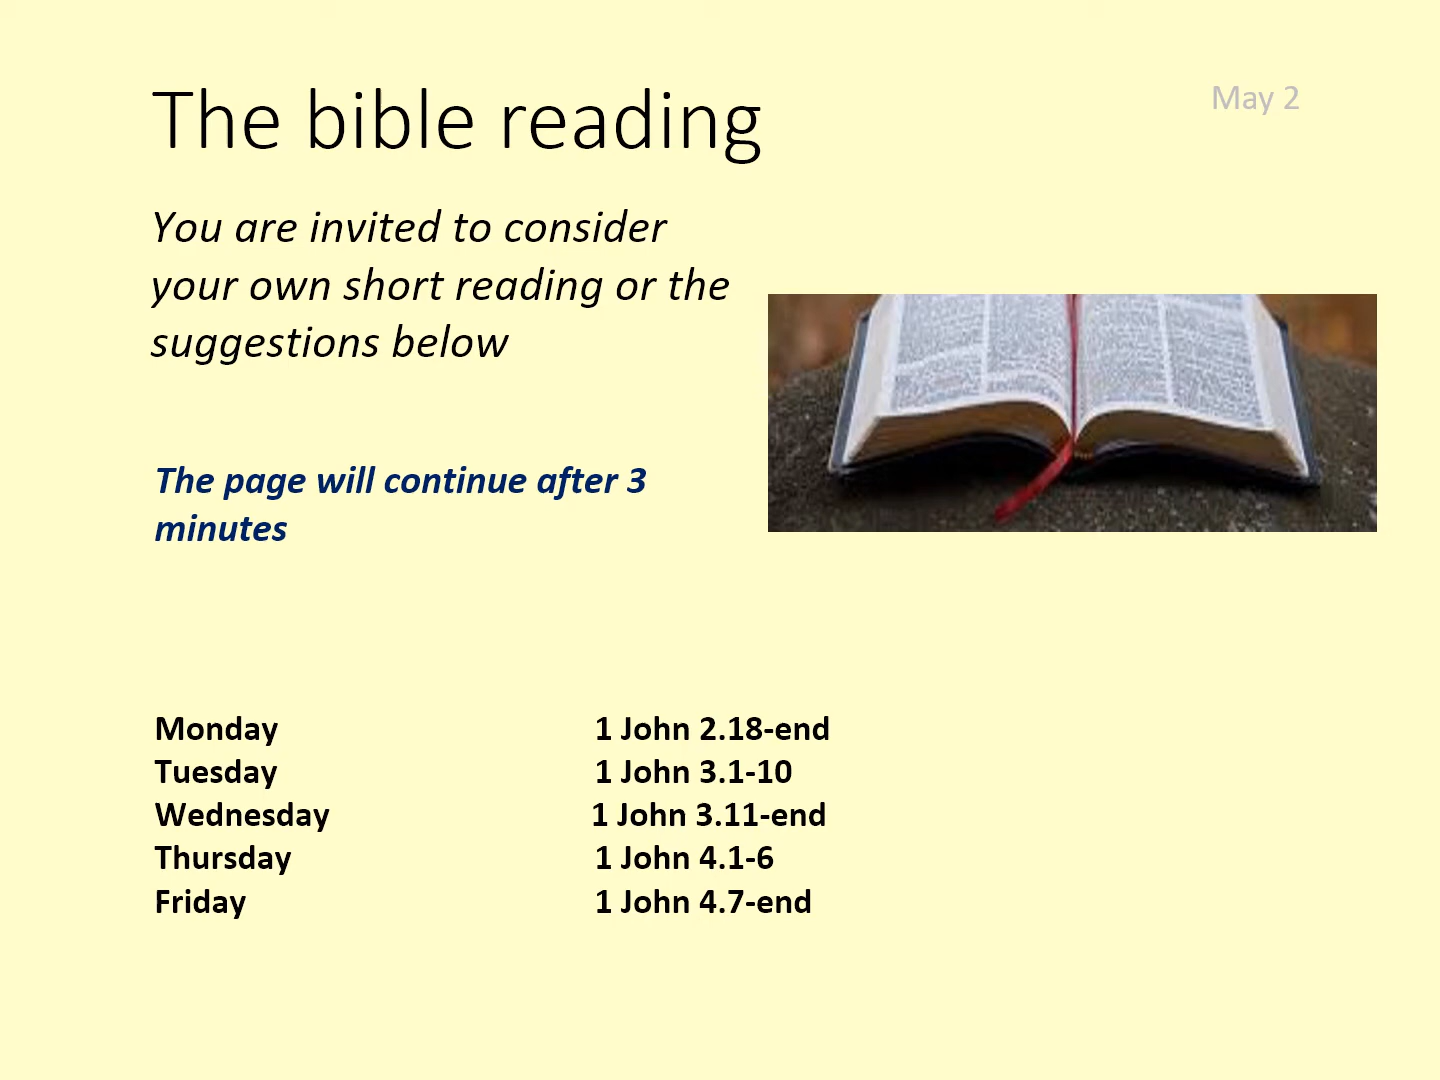 The bible reading
May 2
You are invited to consider
your own short reading or the
suggestions below
The page will continue after 3
minutes
Monday 1 John 2.18-end
Tuesday 1 John 3.1-10
Wednesday 1 John 3.11-end
Thursday 1 John 4.1-6
Friday 1 John 4.7-end